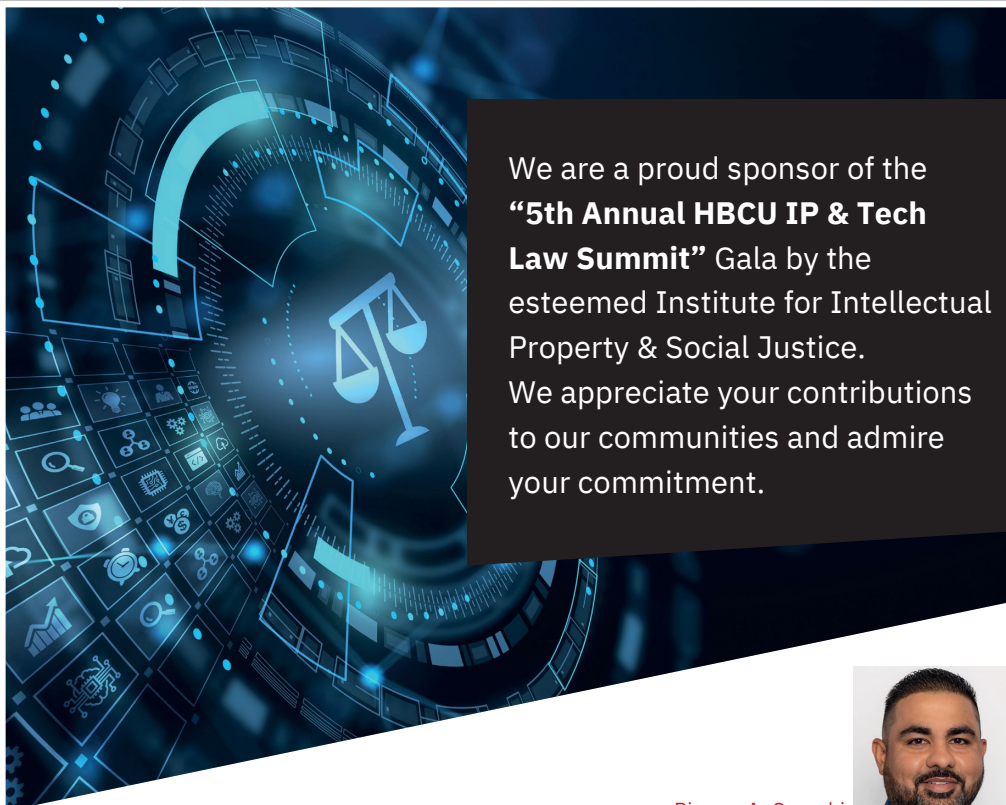 We are a proud sponsor of the
“5th Annual HBCU IP & Tech
Law Summit” Gala by the
esteemed Institute for Intellectual
Property & Social Justice.
We appreciate your contributions
to our communities and admire
your commitment.